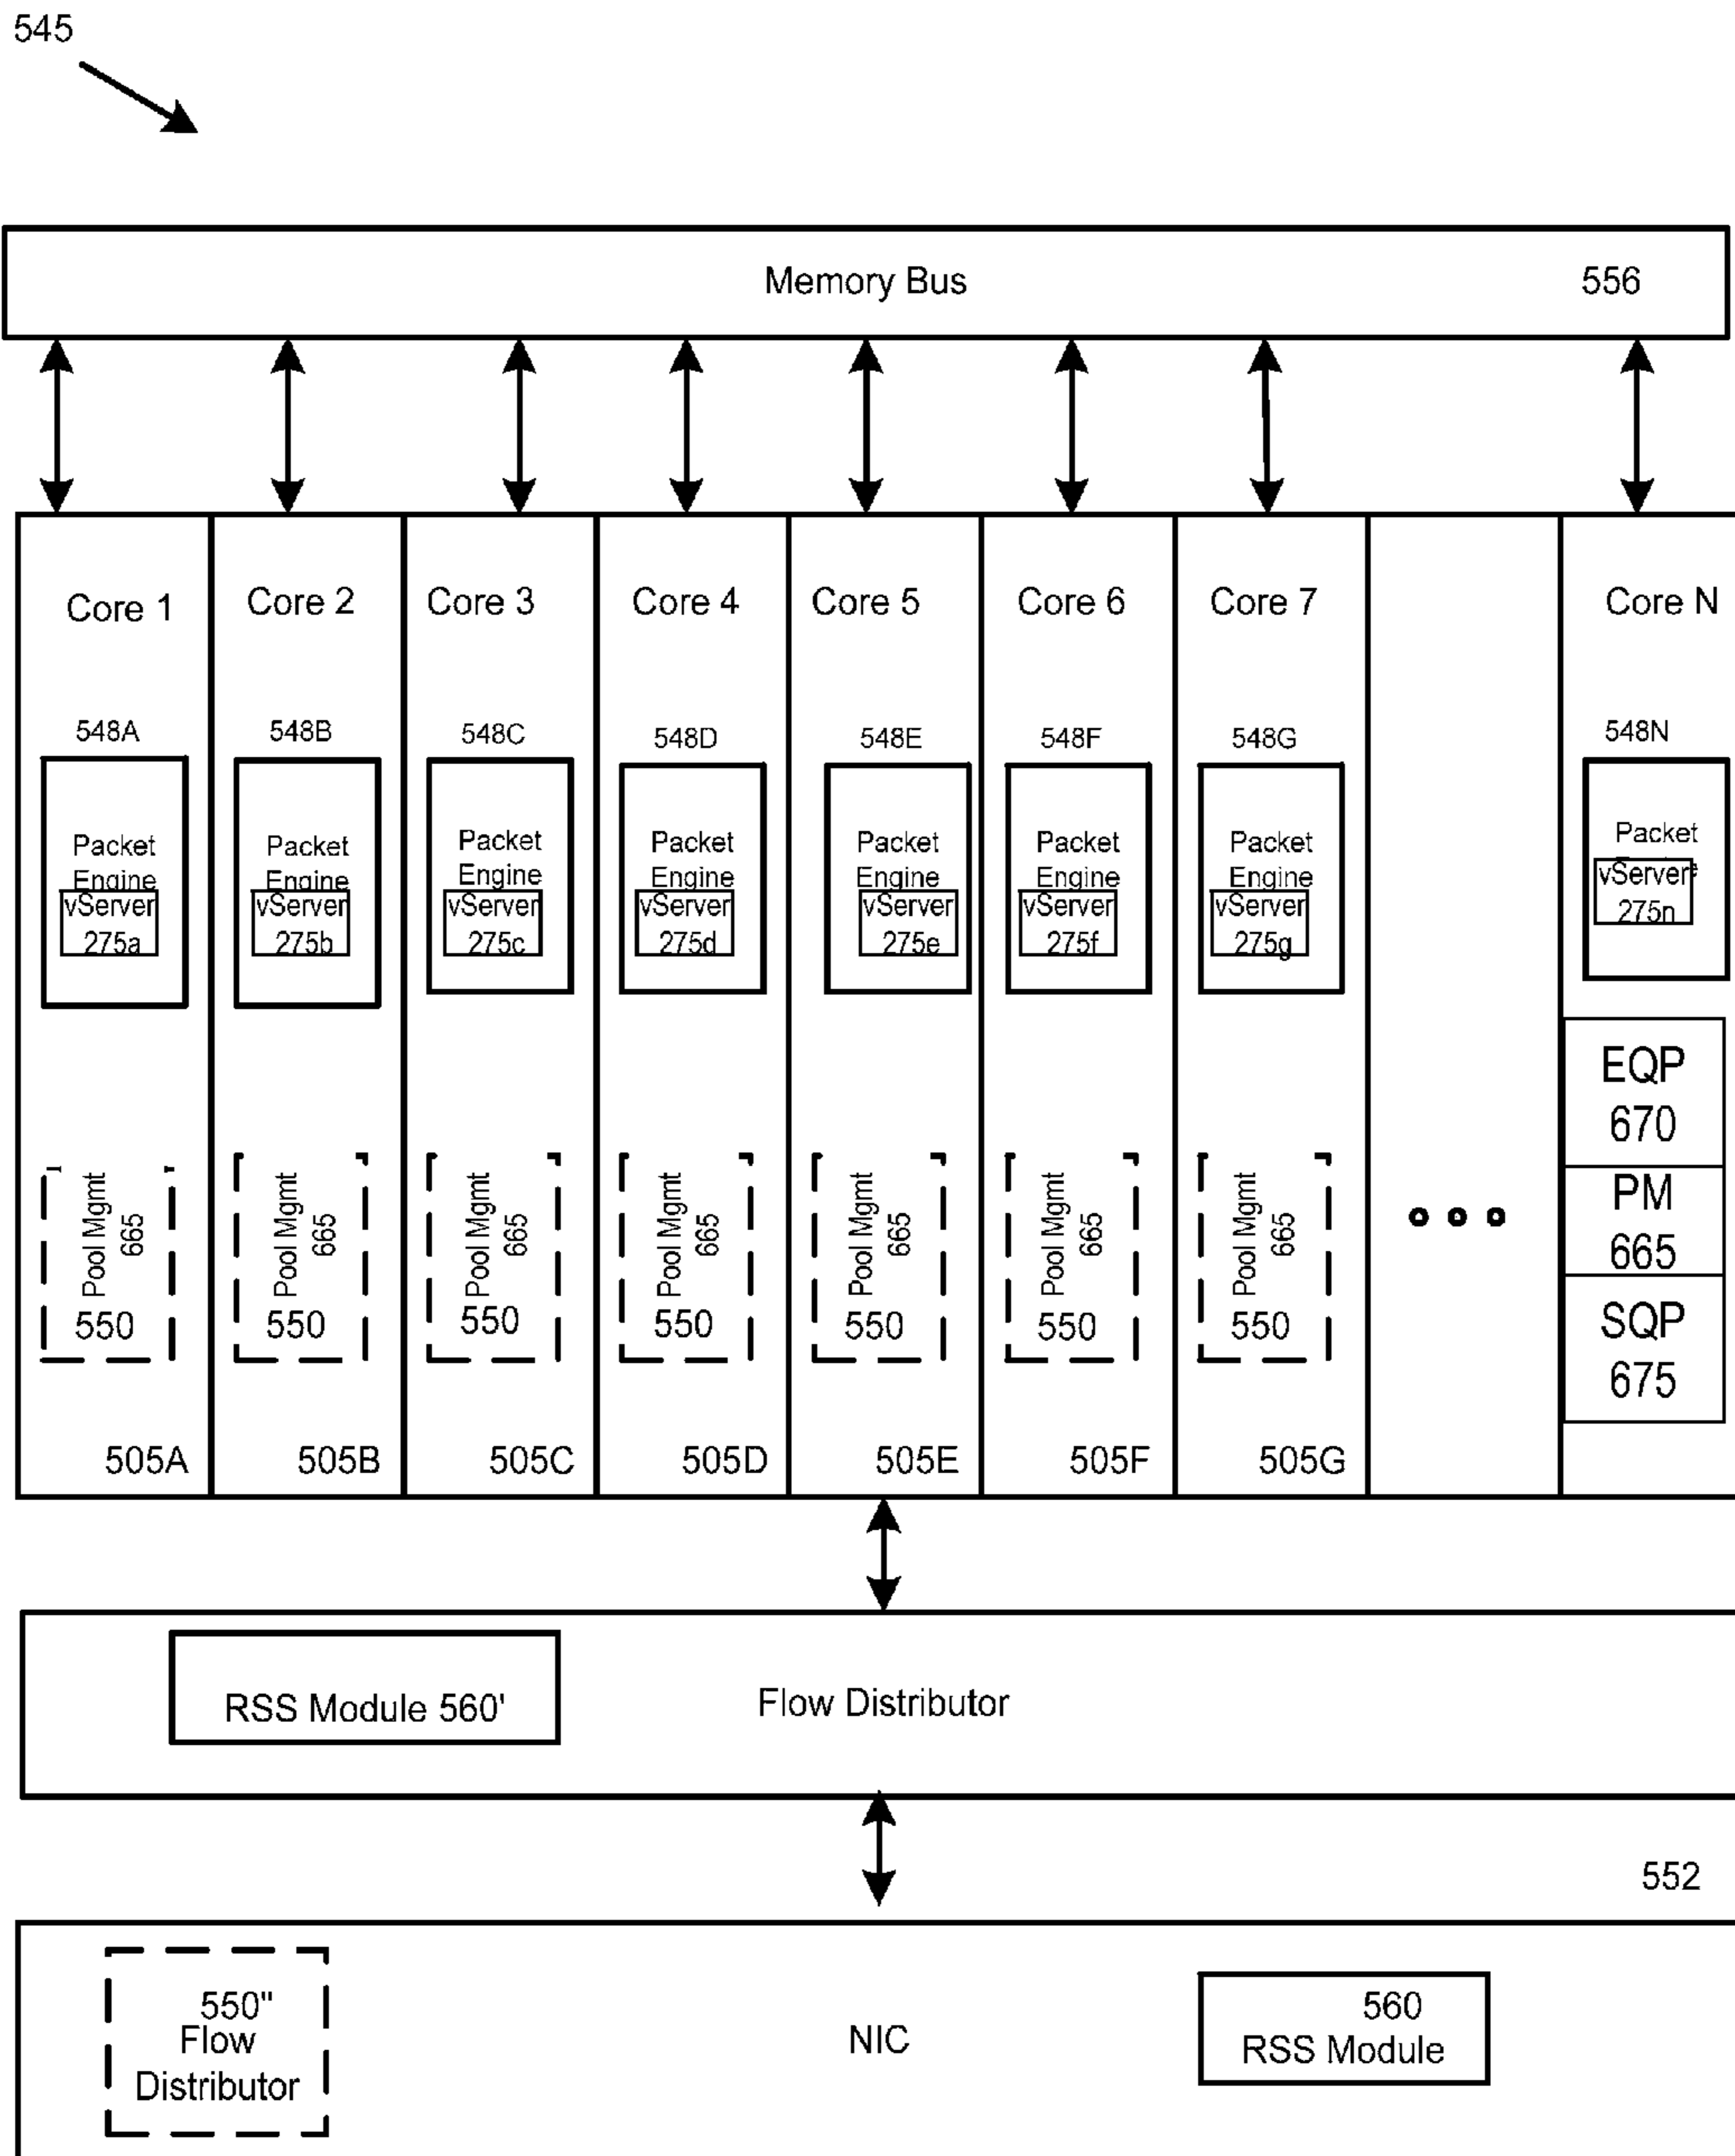 545
Memory Bus 556
Core 1 Core 2 Core 3 Core 4 Core 5 Core 6 Core 7 Core N
548A 548B 548C 548D 548E 548F 548G 548N
Packet Packet Packet Packet Packet Packet Packet Packet
Engine Engine Engine Engine Engine Engine Engine
vServer vServer vServer vServer vServer vServer vServer vServer
275a 275b 275c 275d 275e 275f 275g 275n
EQP
670
PM
665
SQP
675
Pool Mgmt Pool Mgmt Pool Mgmt Pool Mgmt Pool Mgmt Pool Mgmt Pool Mgmt
665 665 665 665 665 665 665
550 550 550 550 550 550 550
505A 505B 505C 505D 505E 505F 505G
RSS Module 560' Flow Distributor
552
550"
Flow
Distributor
NIC
560
RSS Module